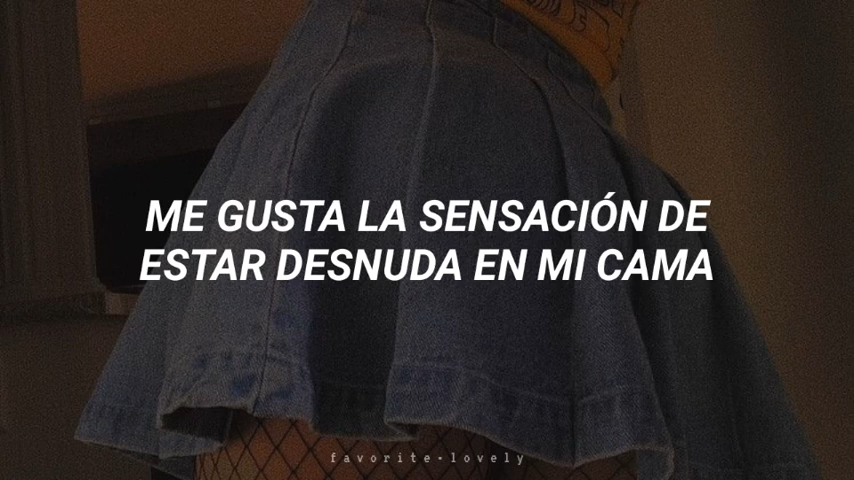 ME GUSTA LA SENSACIÓN DE
ESTAR DESNUDA EN MI CAMA
favorite•lovely